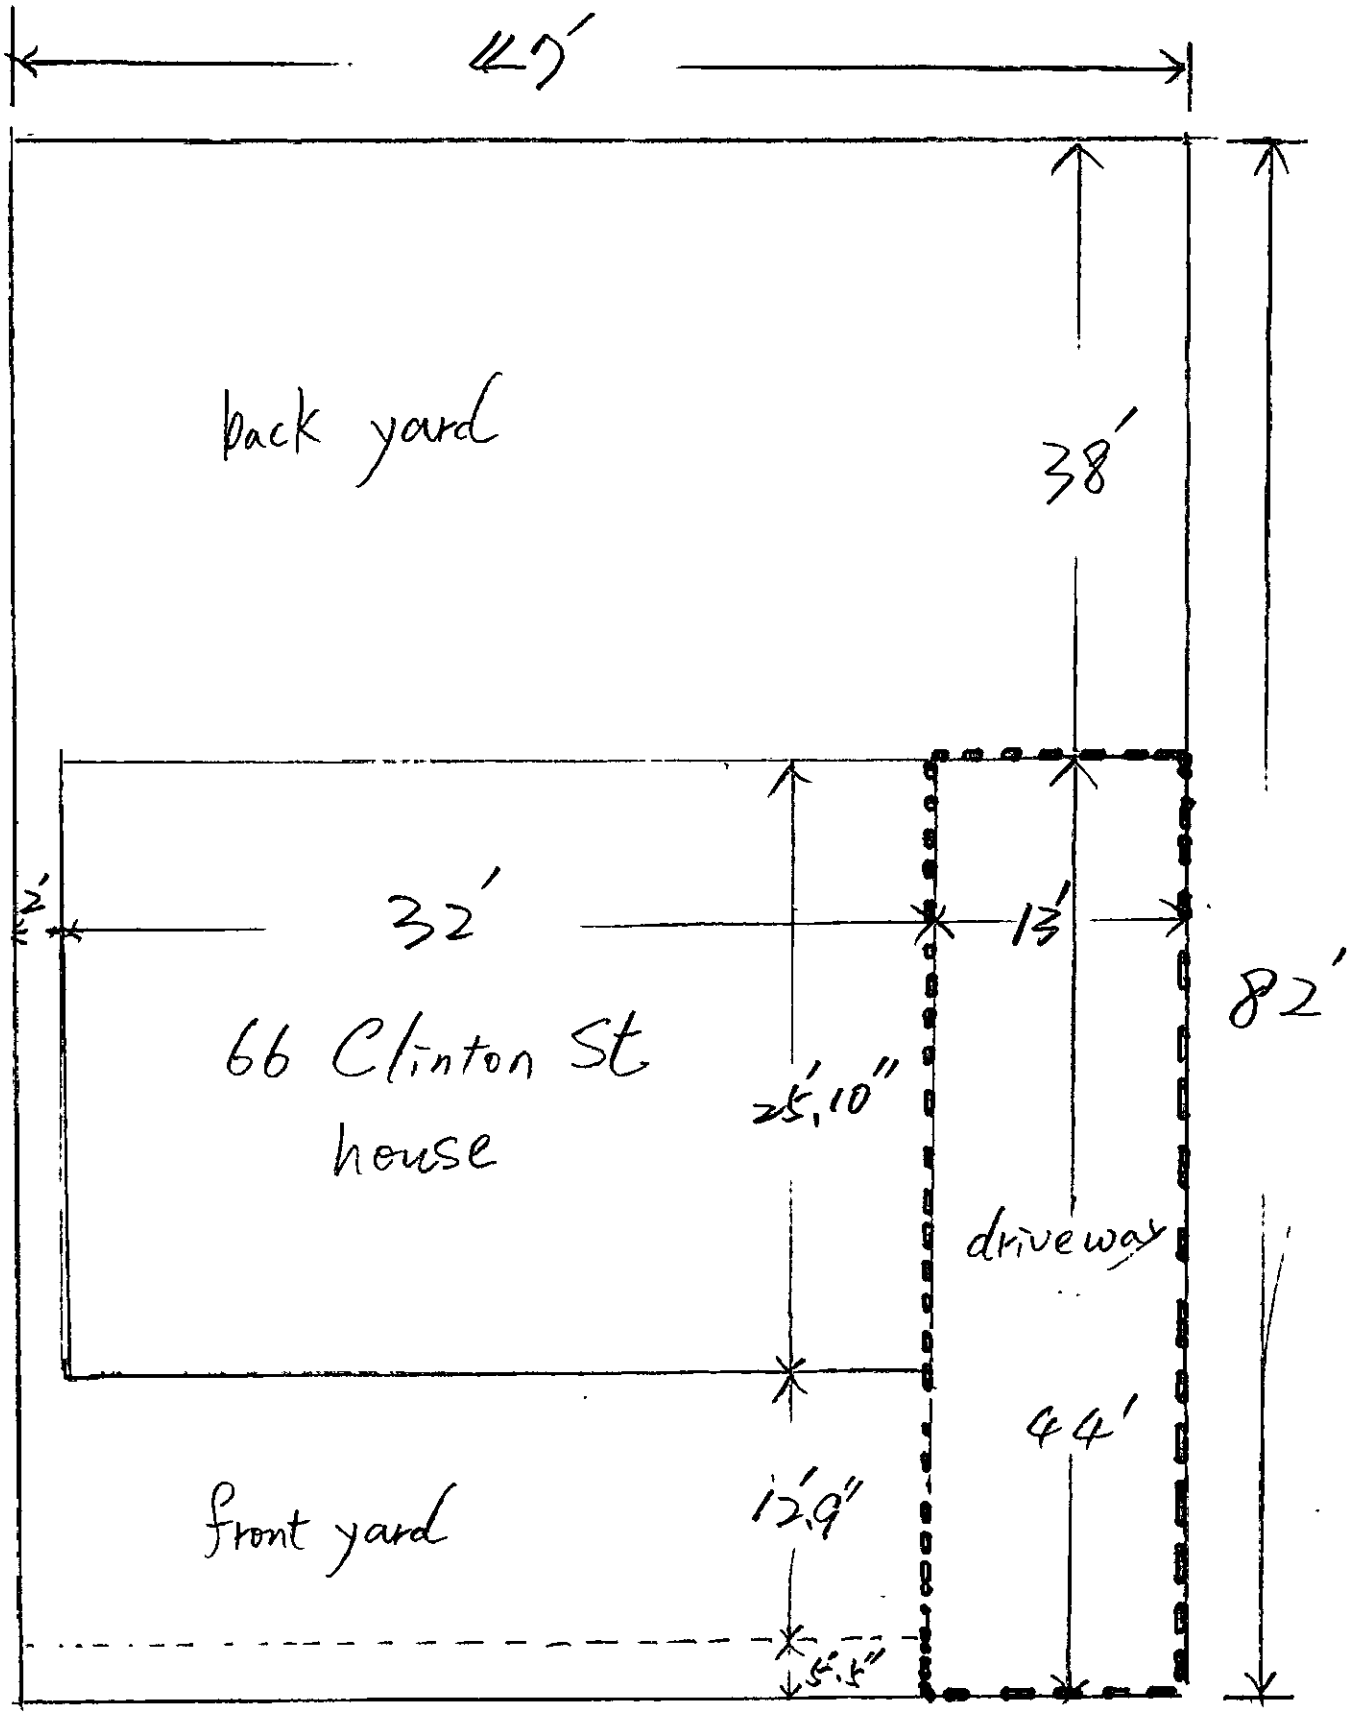 47'
back yard
38'
2'
32'
13'
82'
66 Clinton St
house
25'.10"
driveway
44'
front yard
12'.9"
5'.5"